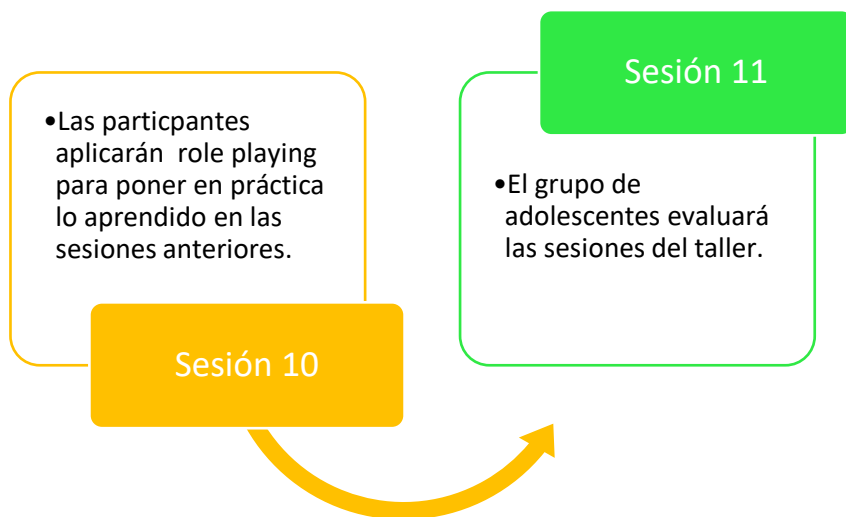 •Las particpantes
aplicarán role playing
para poner en práctica
lo aprendido en las
sesiones anteriores.
Sesión 10
Sesión 11
•El grupo de
adolescentes evaluará
las sesiones del taller.